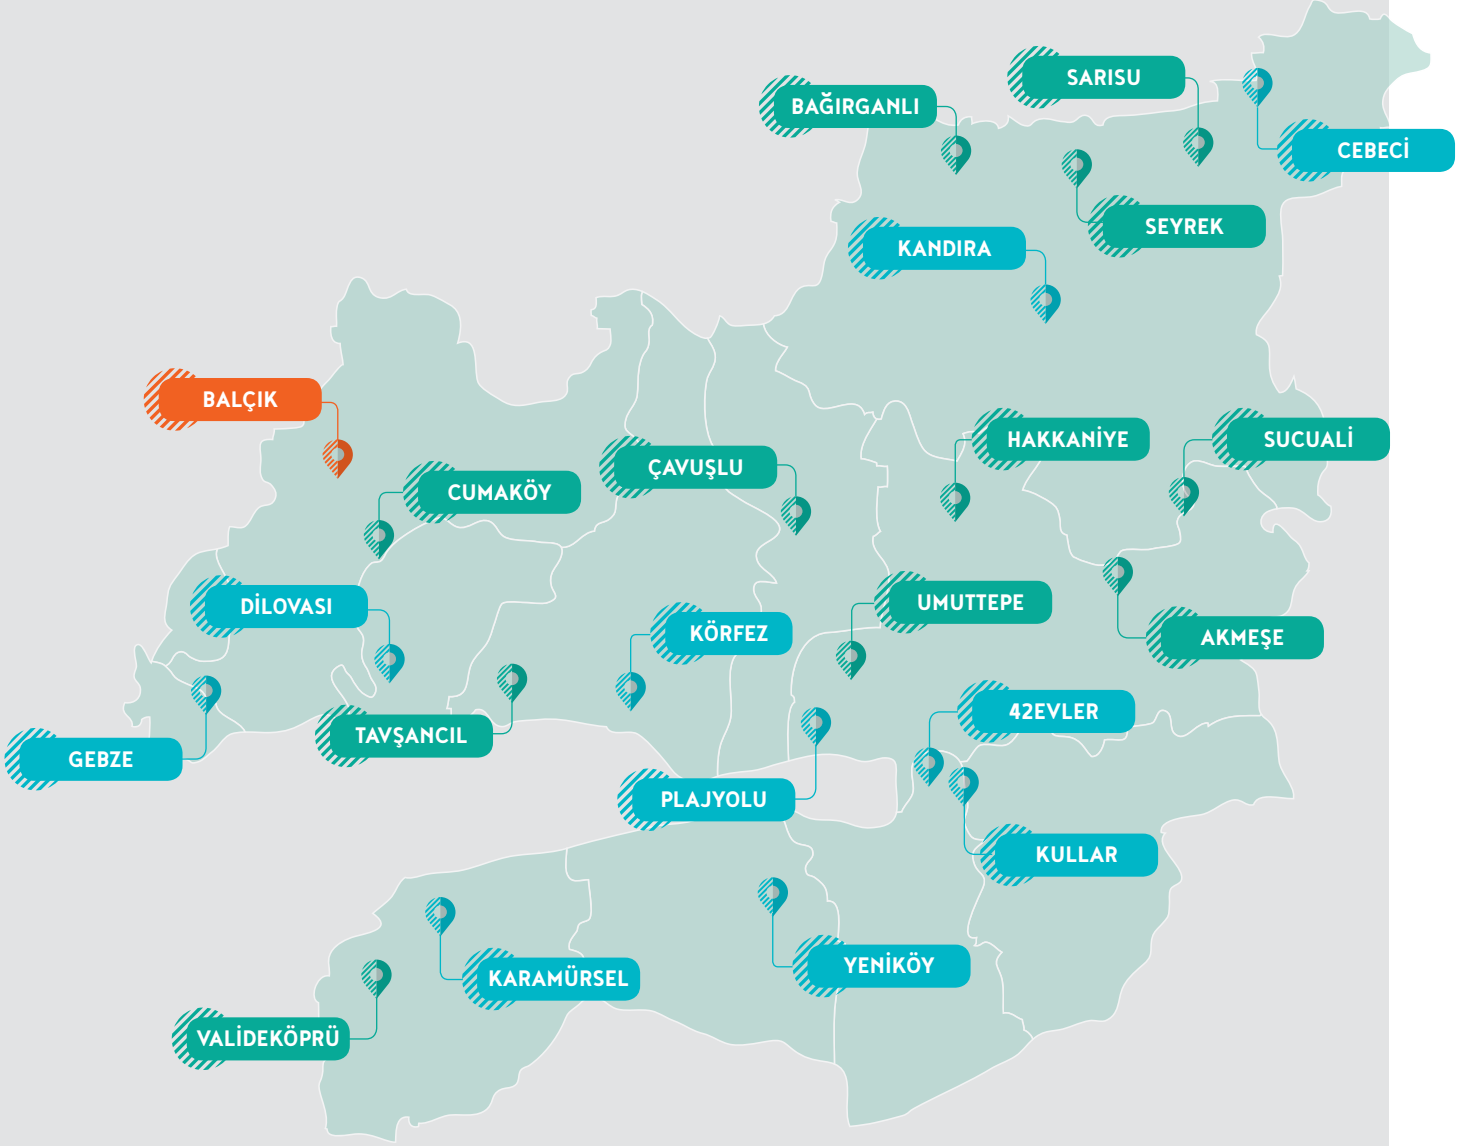 SARISU
BAĞIRGANLI
CEBECİ
SEYREK
KANDIRA
BALÇIK
HAKKANİYE
SUCUALİ
ÇAVUŞLU
CUMAKÖY
DİLOVASI
UMUTTEPE
KÖRFEZ
AKMEŞE
42EVLER
TAVŞANCIL
GEBZE
PLAJYOLU
KULLAR
YENİKÖY
KARAMÜRSEL
VALİDEKÖPRÜ